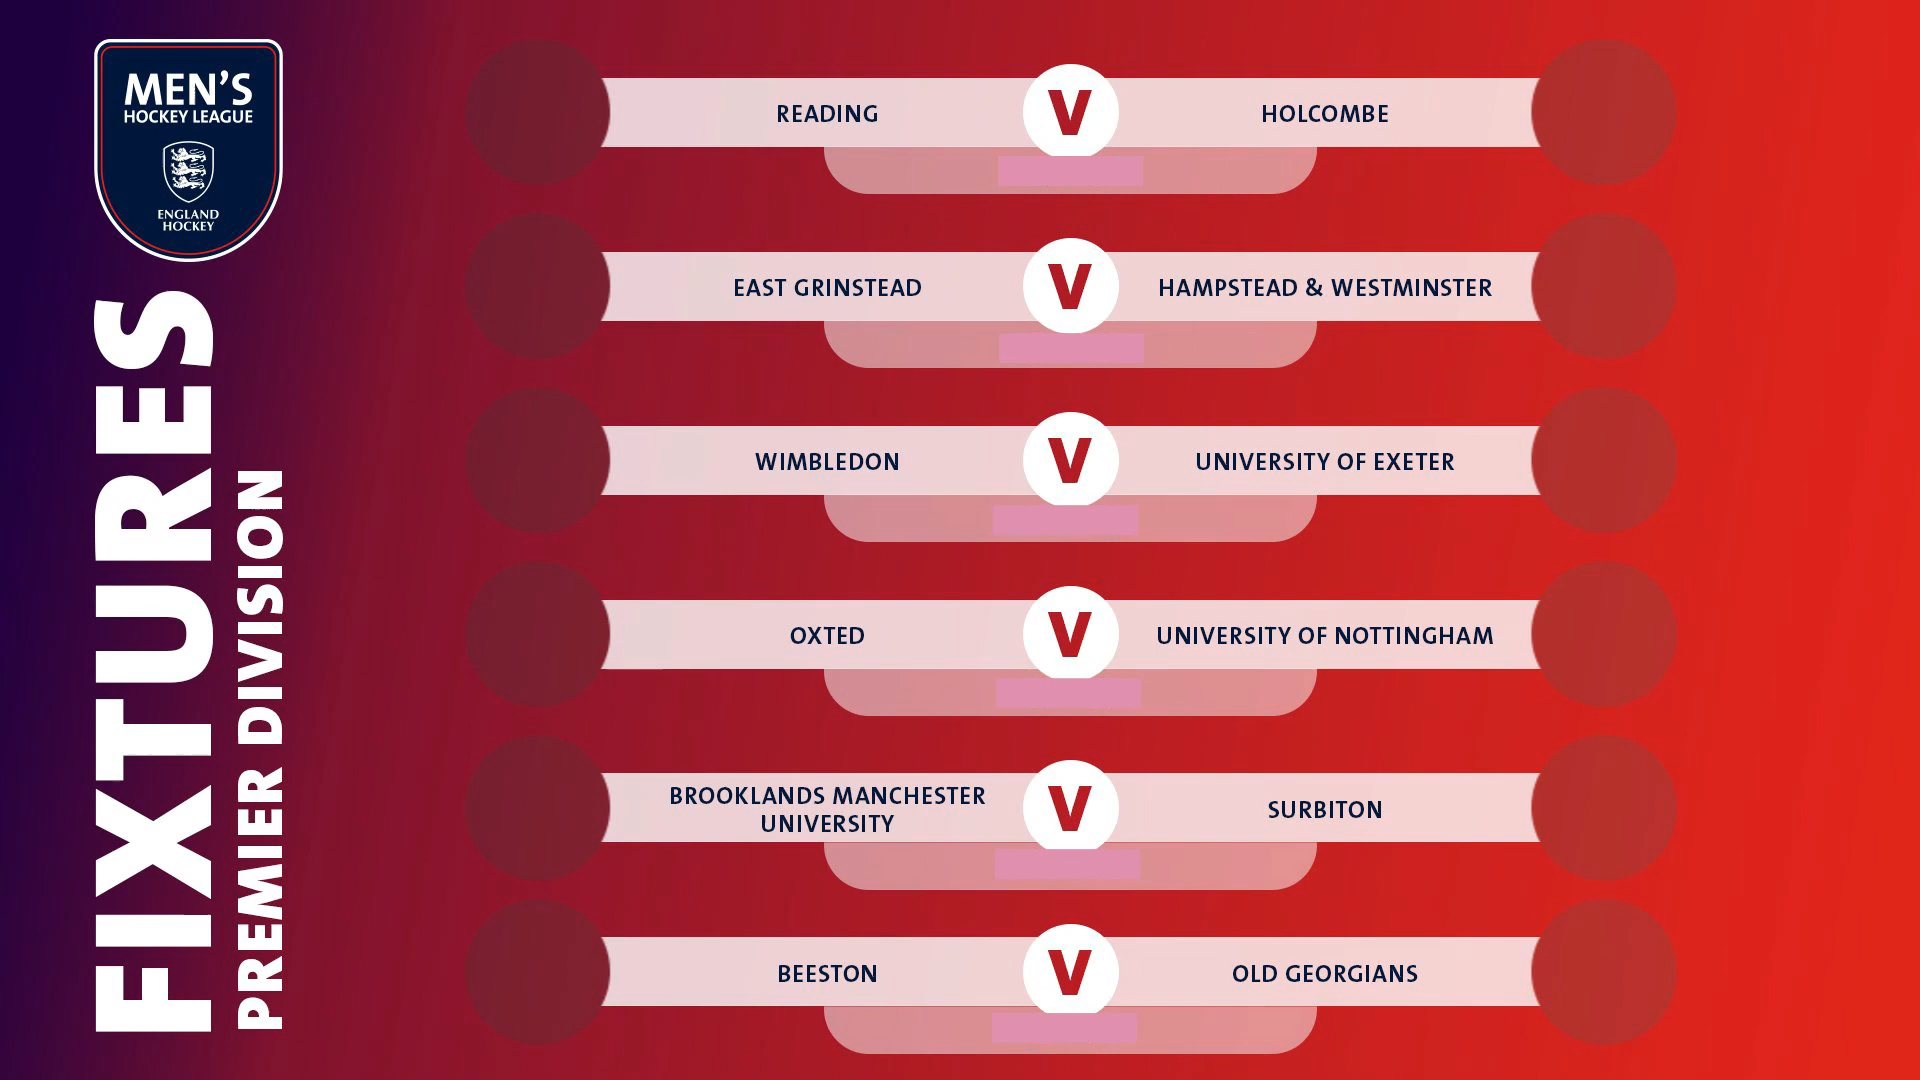 MEN'S
HOCKEY LEAGUE
ENGLAND
HOCKEY
FIXTURES
PREMIER DIVISION
READING V HOLCOMBE
EAST GRINSTEAD V HAMPSTEAD & WESTMINSTER
WIMBLEDON V UNIVERSITY OF EXETER
OXTED V UNIVERSITY OF NOTTINGHAM
BROOKLANDS MANCHESTER
UNIVERSITY V SURBITON
BEESTON V OLD GEORGIANS